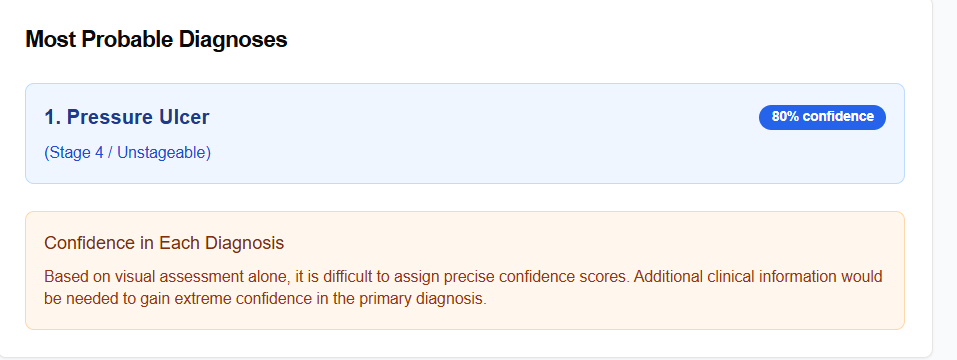 Most Probable Diagnoses
1. Pressure Ulcer
80% confidence
(Stage 4 / Unstageable)
Confidence in Each Diagnosis
Based on visual assessment alone, it is difficult to assign precise confidence scores. Additional clinical information would
be needed to gain extreme confidence in the primary diagnosis.